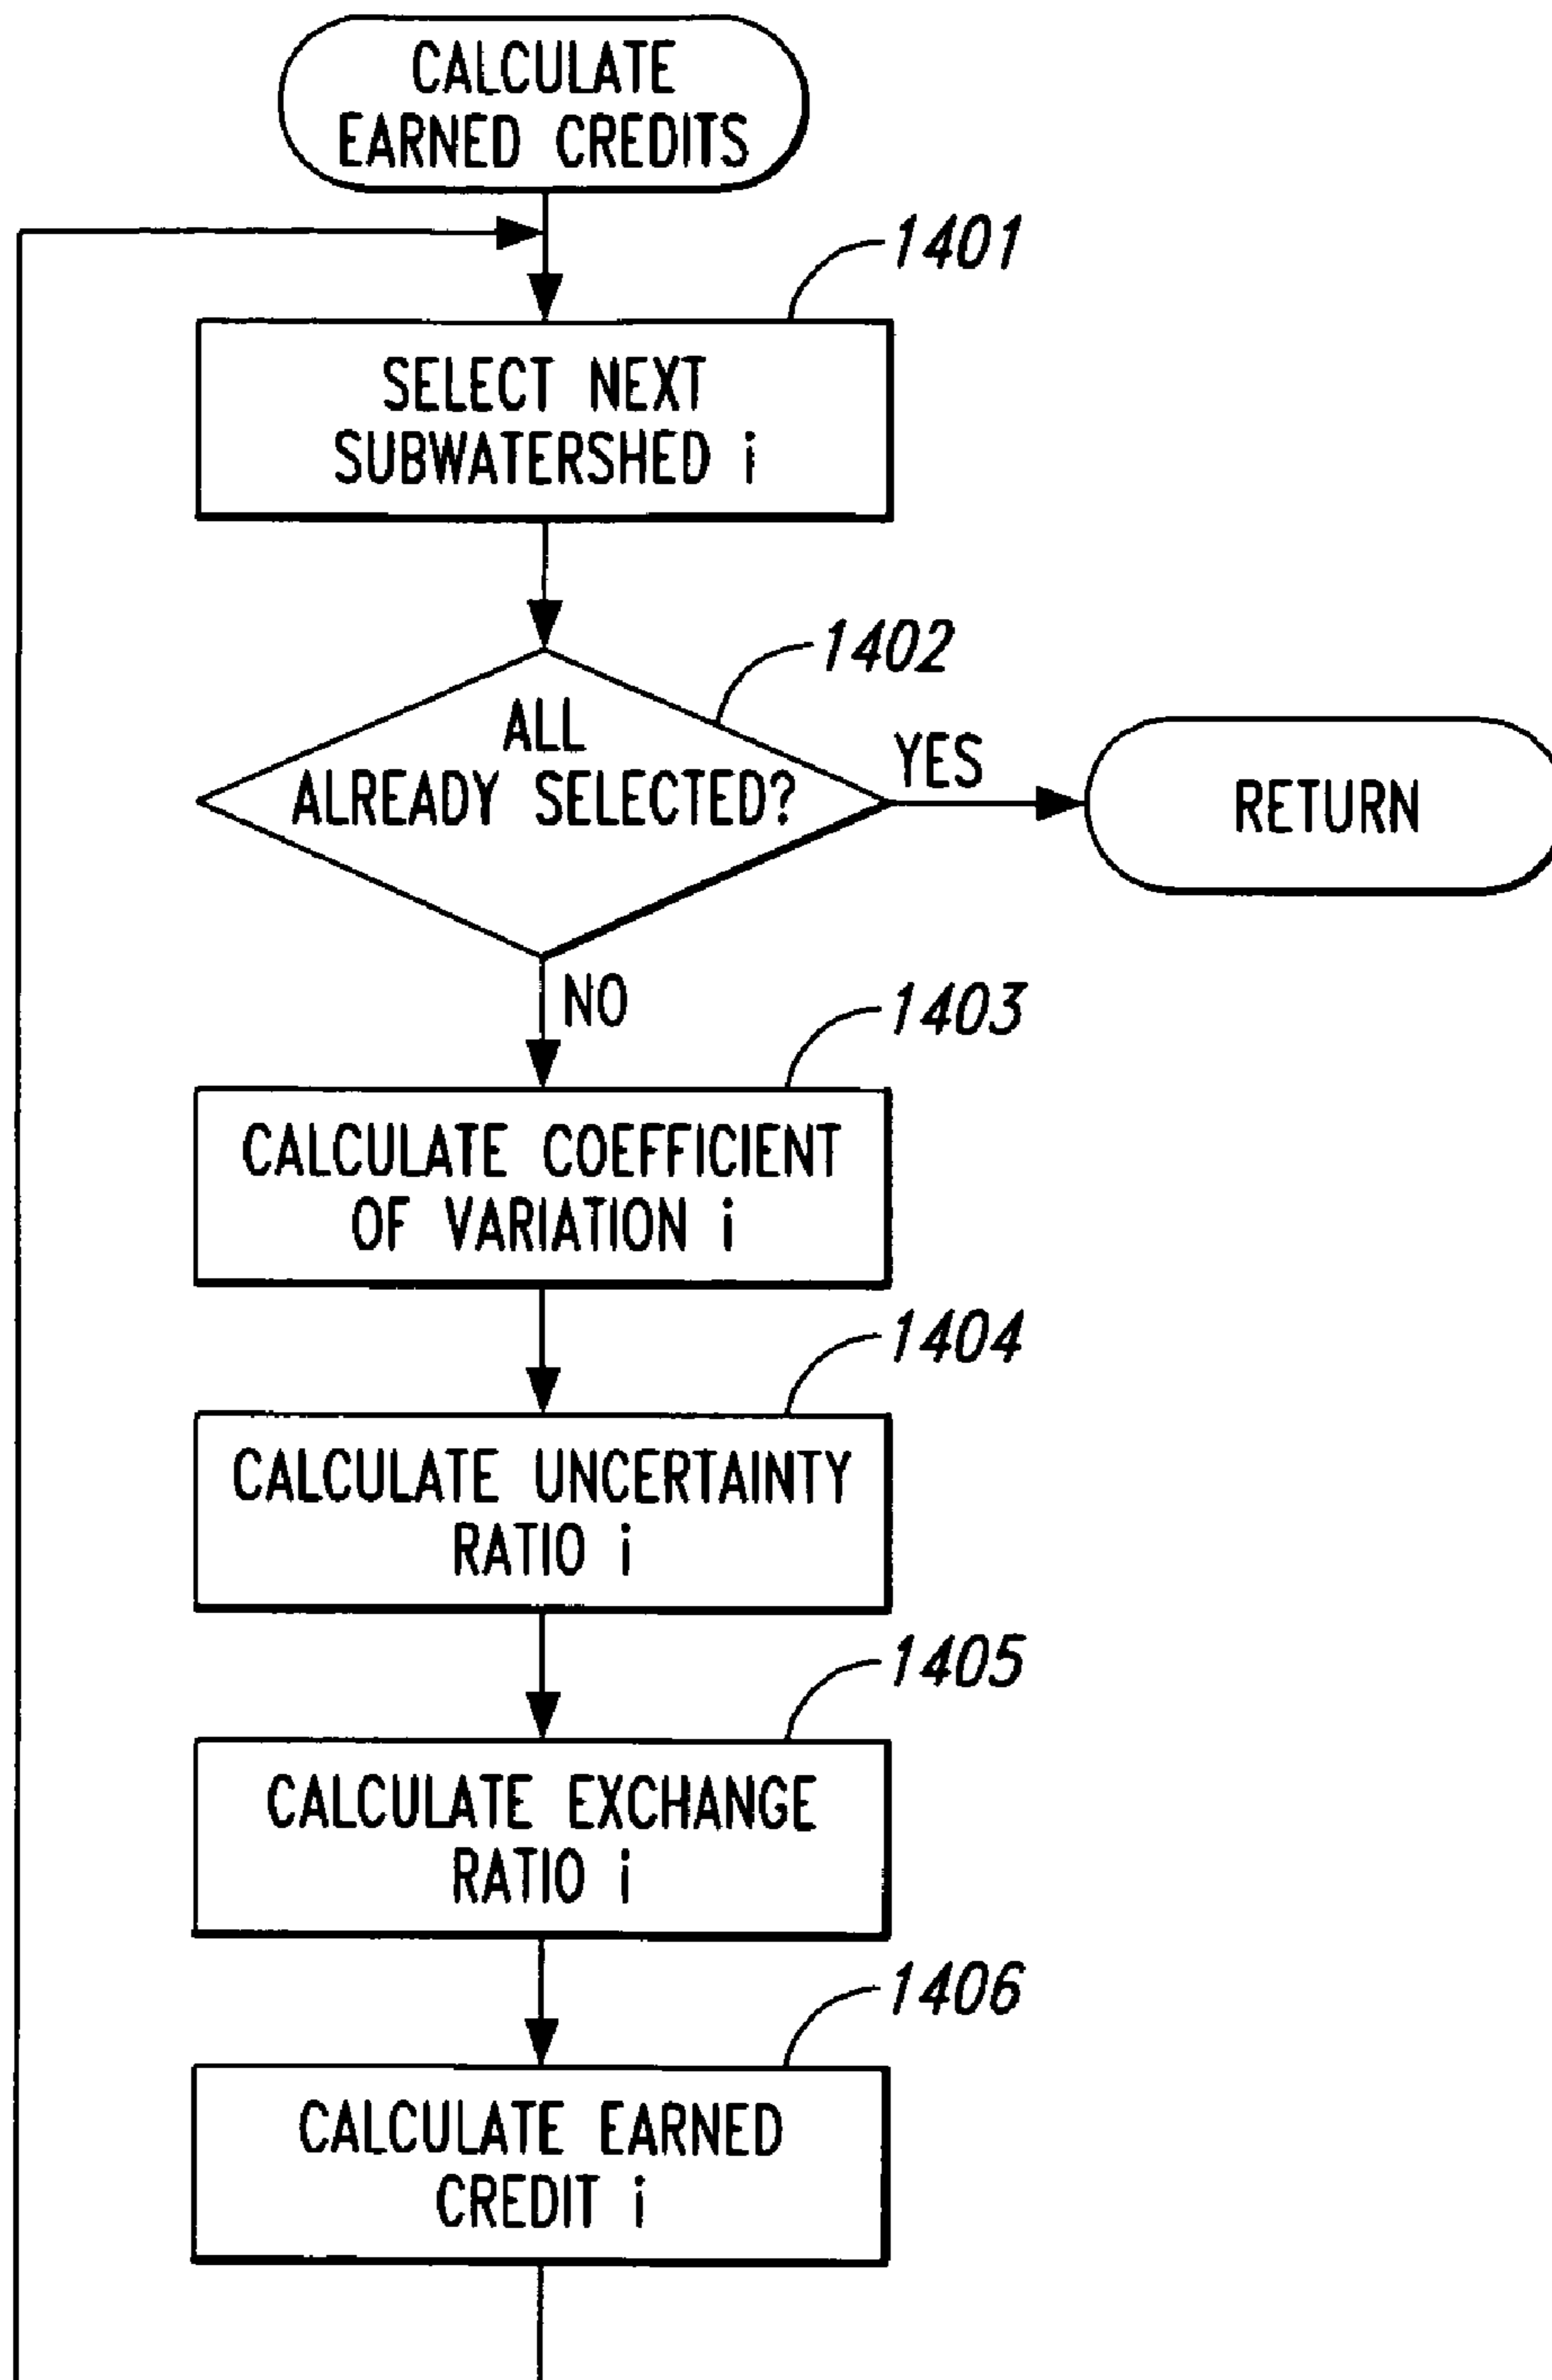 CALCULATE
EARNED CREDITS
1401
SELECT NEXT
SUBWATERSHED i
1402
ALL
ALREADY SELECTED?
YES
RETURN
NO
1403
CALCULATE COEFFICIENT
OF VARIATION i
1404
CALCULATE UNCERTAINTY
RATIO i
1405
CALCULATE EXCHANGE
RATIO i
1406
CALCULATE EARNED
CREDIT i